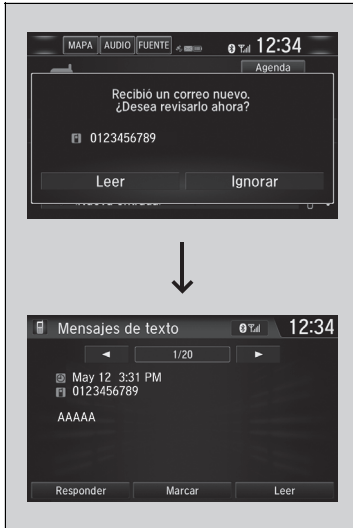 MAPA AUDIO FUENTE 12:34
Agenda
Recibió un correo nuevo.
¿Desea revisarlo ahora?
0123456789
Leer Ignorar
Mensajes de texto 12:34
1/20
May 12 3:31 PM
0123456789
AAAAA
Responder Marcar Leer